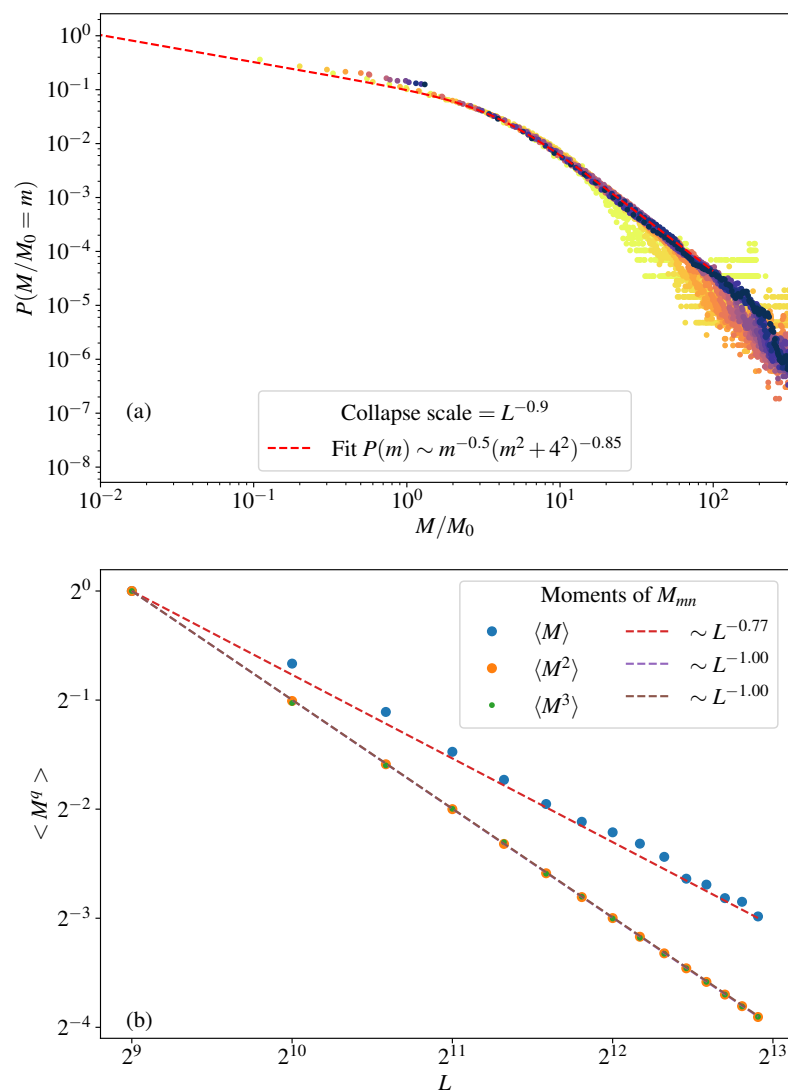 10^0
10^{-1}
10^{-2}
10^{-3}
10^{-4}
10^{-5}
10^{-6}
10^{-7}
10^{-8}
P(M/M_0 = m)
(a)
Collapse scale = L^{-0.9}
Fit P(m) ∼ m^{-0.5}(m^2 + 4^2)^{-0.85}
10^{-2} 10^{-1} 10^0 10^1 10^2
M/M_0
2^0
2^{-1}
2^{-2}
2^{-3}
2^{-4}
< M^q >
Moments of M_{mn}
⟨M⟩ ∼ L^{-0.77}
⟨M^2⟩ ∼ L^{-1.00}
⟨M^3⟩ ∼ L^{-1.00}
(b)
2^9 2^{10} 2^{11} 2^{12} 2^{13}
L